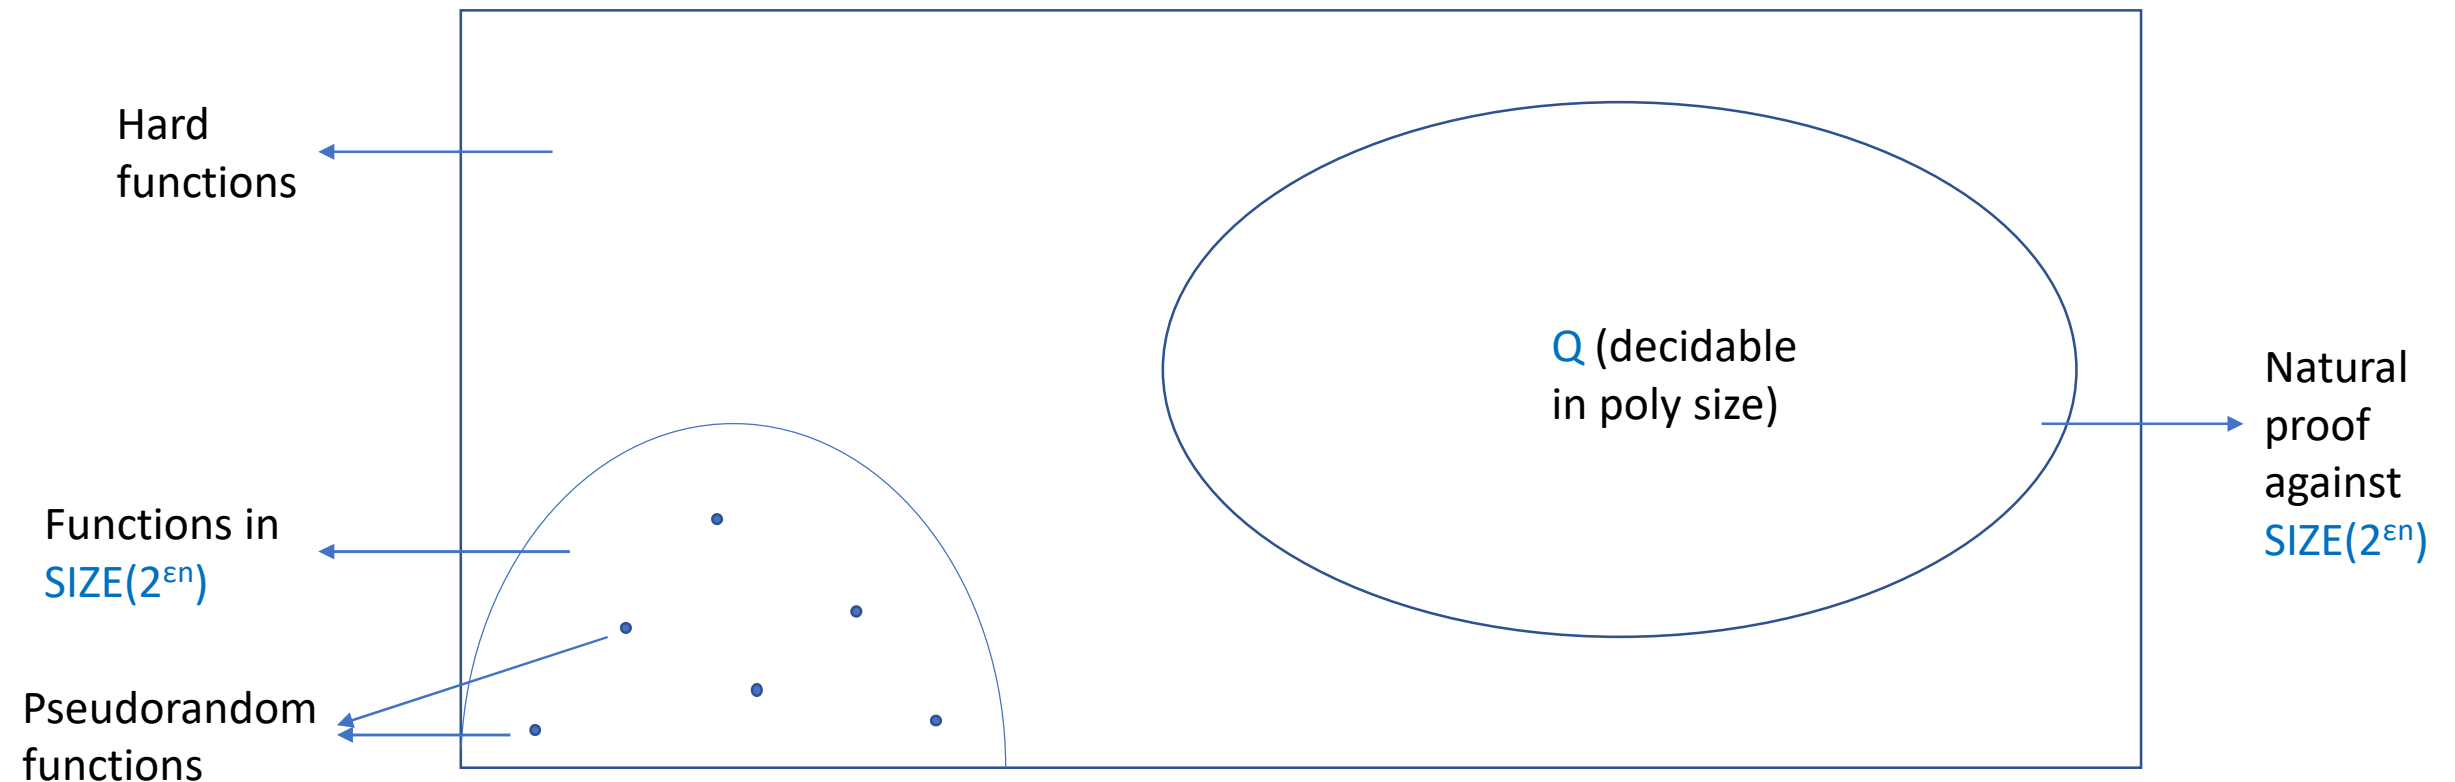 Hard
functions
Functions in
SIZE(2^εn)
Pseudorandom
functions
Q (decidable
in poly size)
Natural
proof
against
SIZE(2^εn)